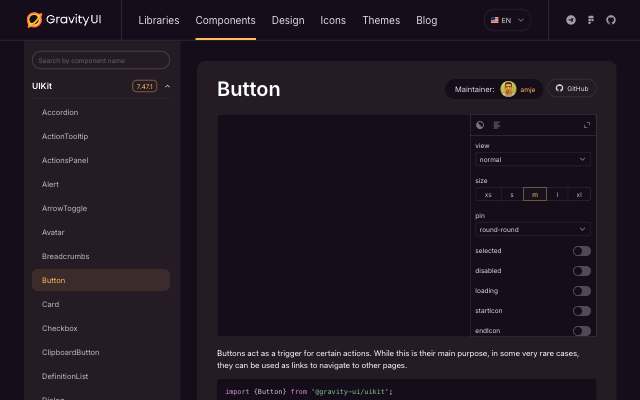 Gravity UI
Libraries
Components
Design
Icons
Themes
Blog
EN
Search by component name
UIKit
7.47.1
Accordion
ActionTooltip
ActionsPanel
Alert
ArrowToggle
Avatar
Breadcrumbs
Button
Card
Checkbox
ClipboardButton
DefinitionList
Dialog
Button
Maintainer:
amje
GitHub
view
normal
size
xs s m l xl
pin
round-round
selected
disabled
loading
startIcon
endIcon
Buttons act as a trigger for certain actions. While this is their main purpose, in some very rare cases,
they can be used as links to navigate to other pages.
import {Button} from '@gravity-ui/uikit';